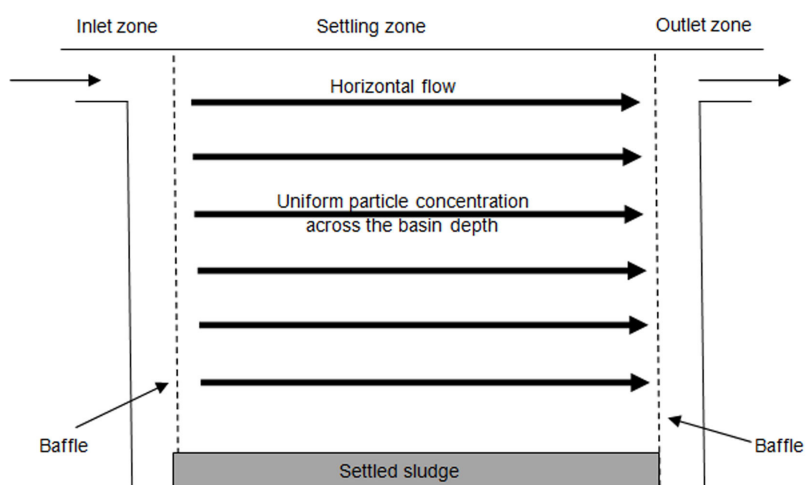 Inlet zone
Settling zone
Outlet zone
Horizontal flow
Uniform particle concentration
across the basin depth
Baffle
Baffle
Settled sludge